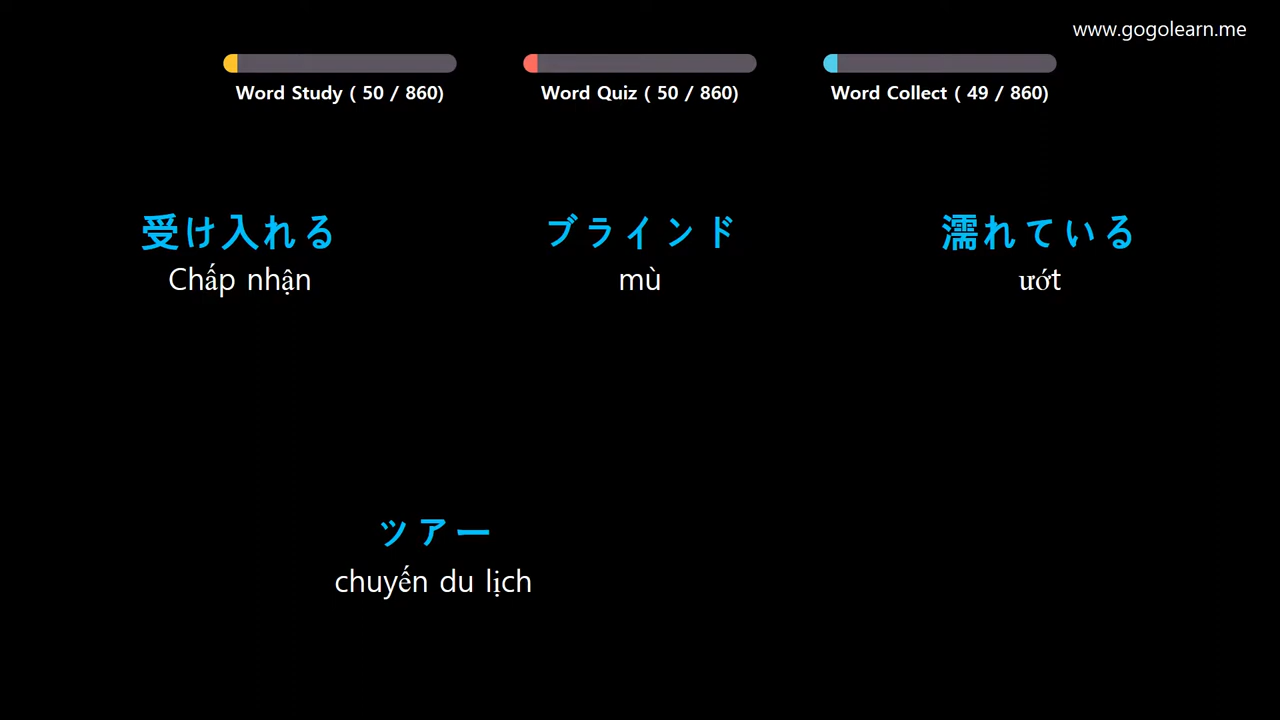 www.gogolearn.me
Word Study ( 50 / 860)
Word Quiz ( 50 / 860)
Word Collect ( 49 / 860)
受け入れる
Chấp nhận
ブラインド
mù
濡れている
ướt
ツアー
chuyến du lịch